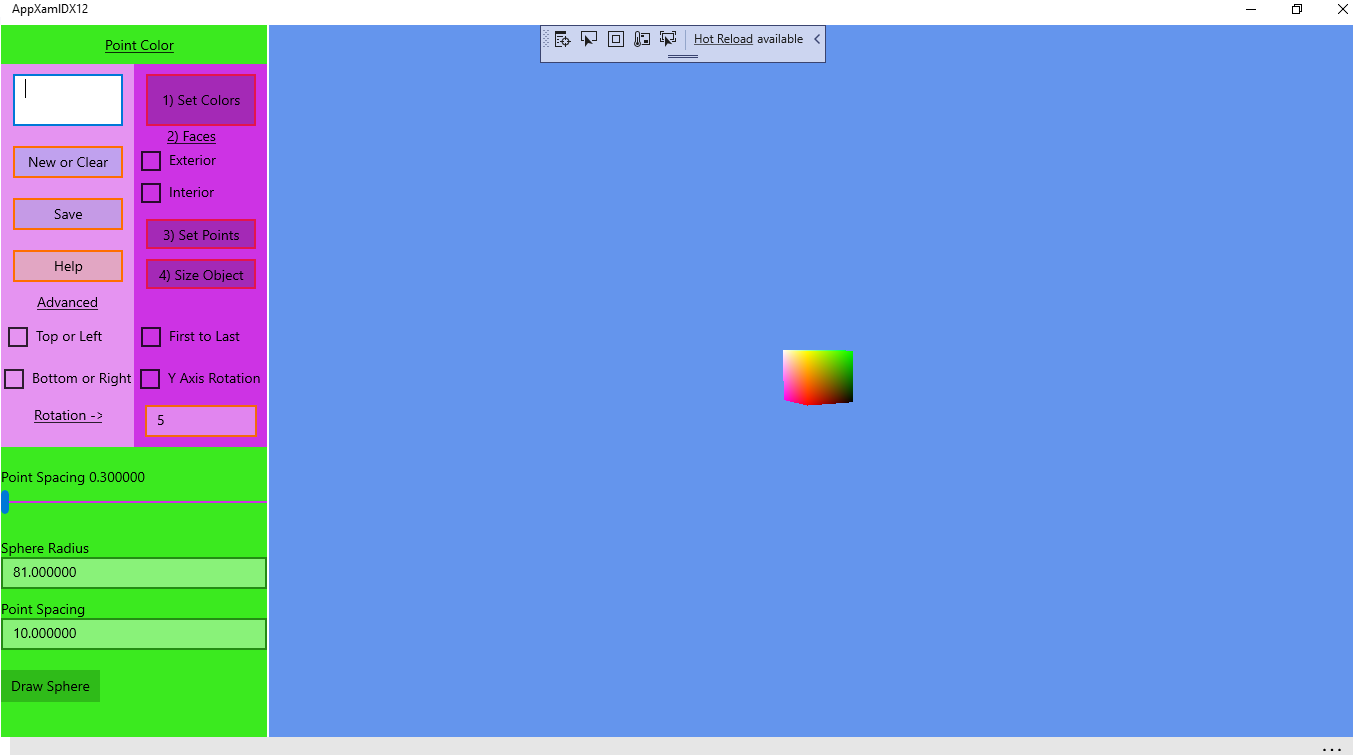 AppXamlDX12
Hot Reload available
Point Color
1) Set Colors
2) Faces
New or Clear
Exterior
Interior
Save
3) Set Points
Help
4) Size Object
Advanced
Top or Left
First to Last
Bottom or Right
Y Axis Rotation
Rotation ->
5
Point Spacing 0.300000
Sphere Radius
81.000000
Point Spacing
10.000000
Draw Sphere